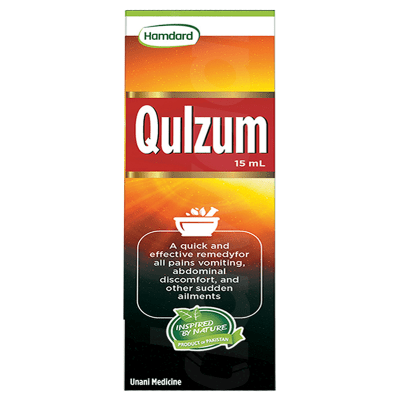 Hamdard
Qulzum
15 mL
A quick and
effective remedyfor
all pains vomiting,
abdominal
discomfort, and
other sudden
ailments
INSPIRED
BY NATURE
PRODUCT OF PAKISTAN
Unani Medicine